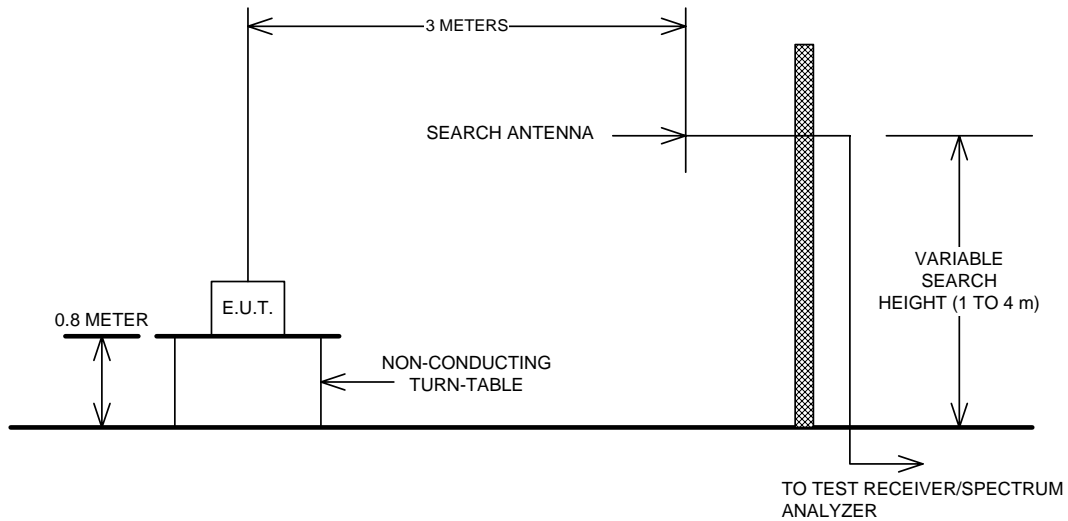 3 METERS
SEARCH ANTENNA
VARIABLE
SEARCH
HEIGHT (1 TO 4 m)
E.U.T.
0.8 METER
NON-CONDUCTING
TURN-TABLE
TO TEST RECEIVER/SPECTRUM
ANALYZER